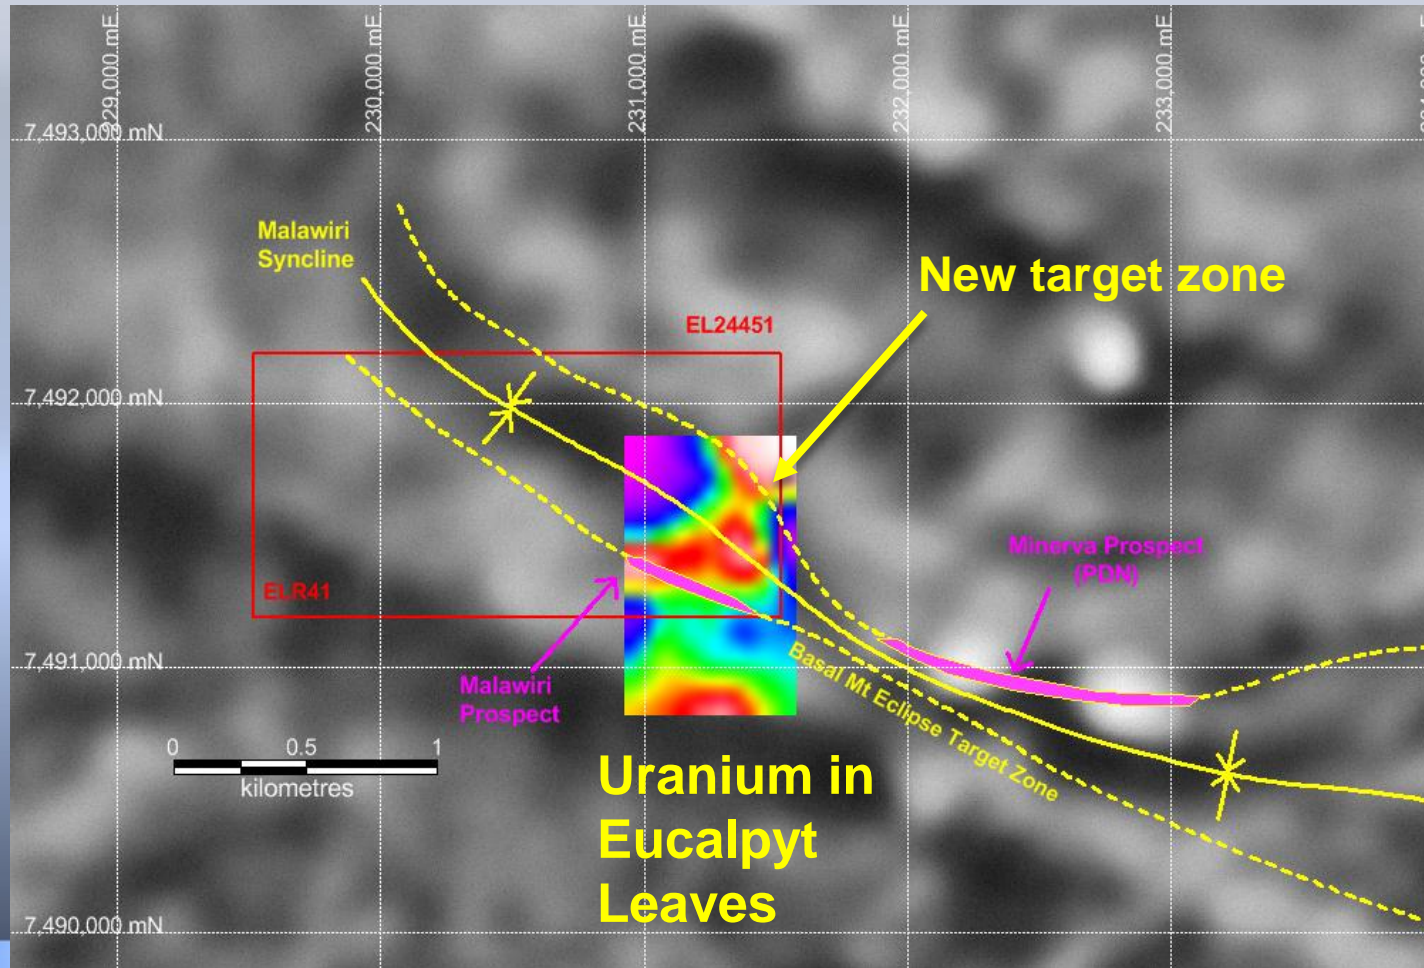 229,000 mE
230,000 mE
231,000 mE
232,000 mE
233,000 mE
7,493,000 mN
Malawiri
Syncline
New target zone
EL24451
7,492,000 mN
Minerva Prospect
(PDN)
ELR41
7,491,000 mN
Malawiri
Prospect
Basal Mt Eclipse Target Zone
0 0.5 1
kilometres
Uranium in
Eucalpyt
Leaves
7,490,000 mN